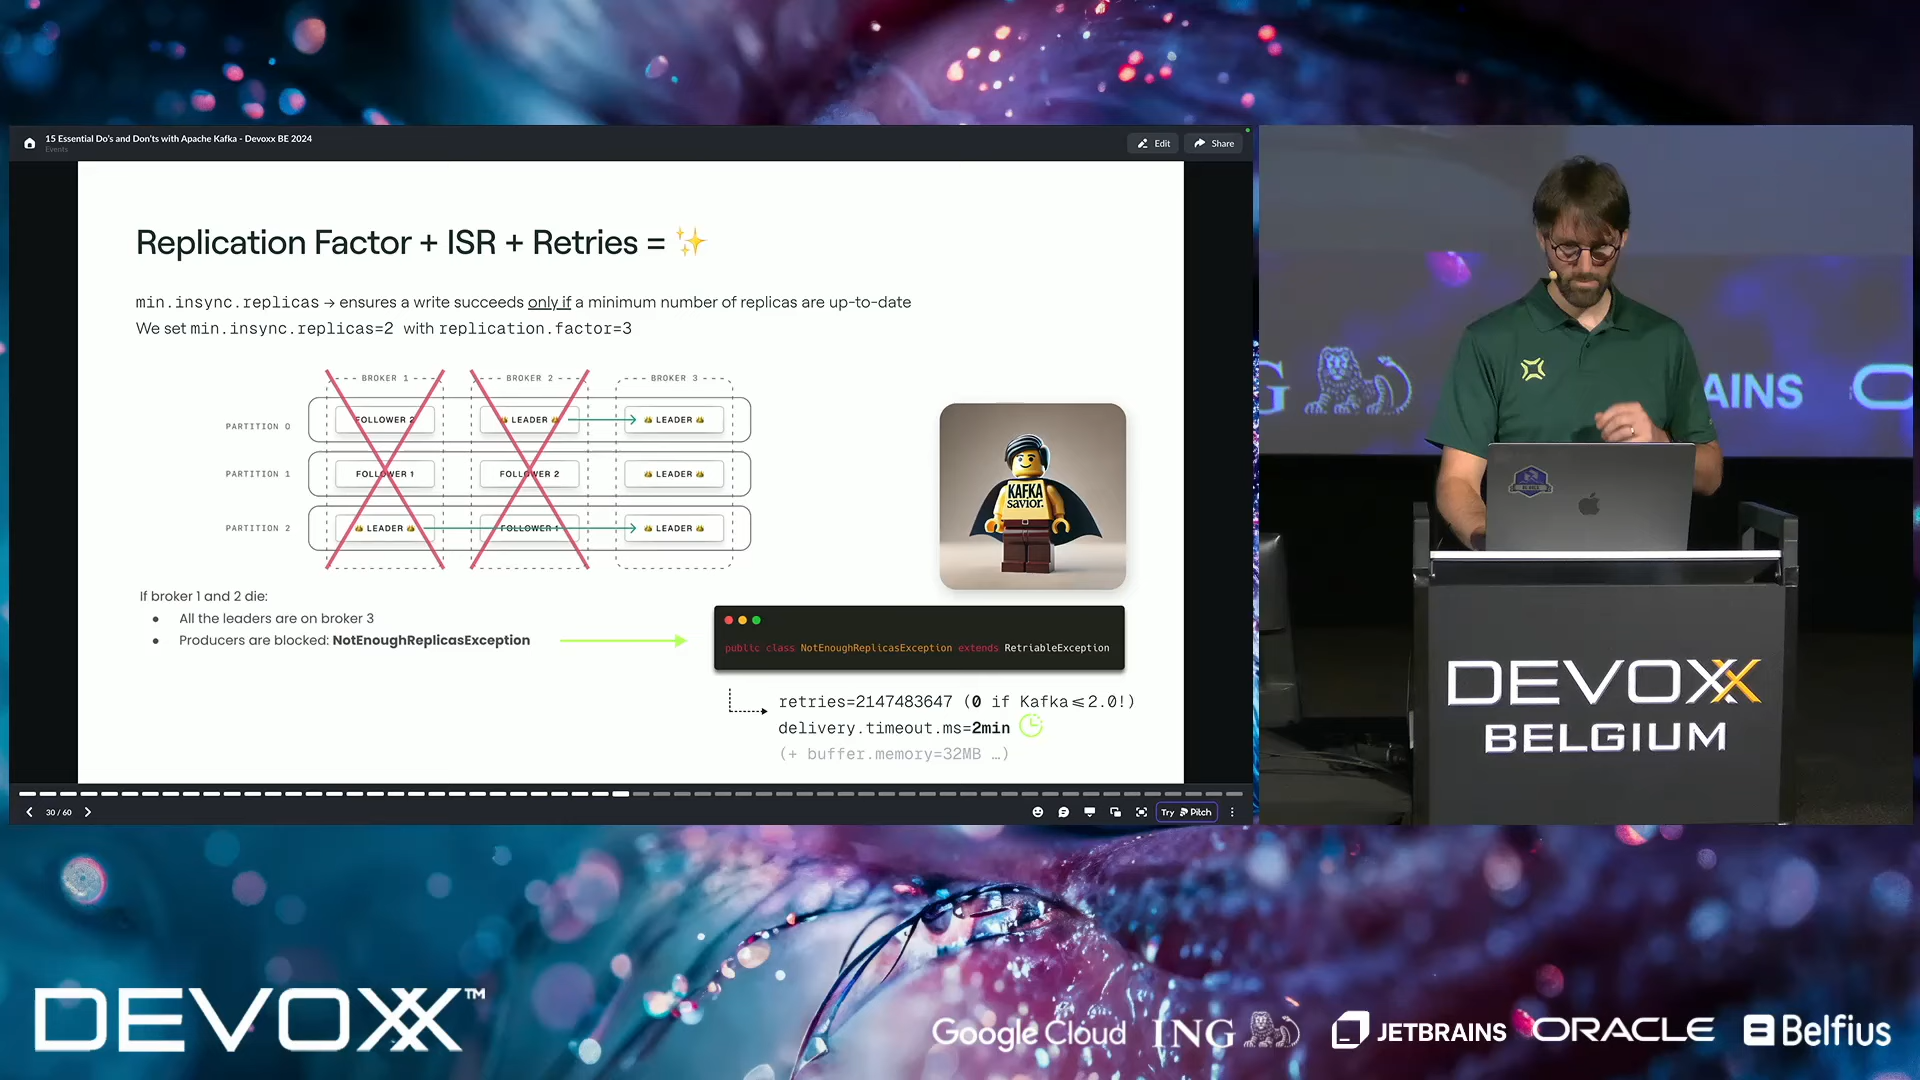 15 Essential Do's and Don'ts with Apache Kafka - Devoxx BE 2024
Events
Edit
Share
Replication Factor + ISR + Retries = ✨
min.insync.replicas → ensures a write succeeds only if a minimum number of replicas are up-to-date
We set min.insync.replicas=2 with replication.factor=3
BROKER 1
BROKER 2
BROKER 3
PARTITION 0
FOLLOWER 2
LEADER
LEADER
PARTITION 1
FOLLOWER 1
FOLLOWER 2
LEADER
PARTITION 2
LEADER
FOLLOWER 1
LEADER
KAFKA
savior.
If broker 1 and 2 die:
● All the leaders are on broker 3
● Producers are blocked: NotEnoughReplicasException
public class NotEnoughReplicasException extends RetriableException
retries=2147483647 (0 if Kafka≤2.0!)
delivery.timeout.ms=2min
(+ buffer.memory=32MB …)
30 / 60
Try Pitch
G
RAINS
DEVOXX
BELGIUM
DEVOXX™
Google Cloud
ING
JETBRAINS
ORACLE
Belfius